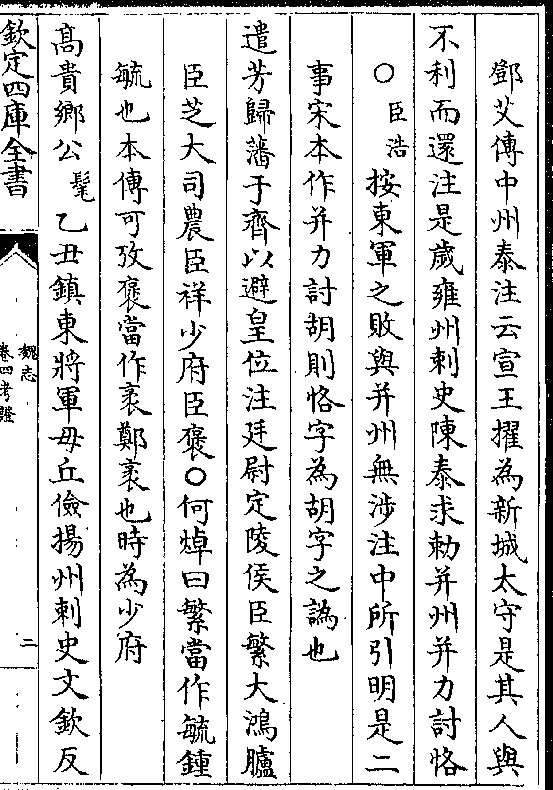 鄧艾傳中州泰注云宣王擢為新城太守是其人與
不利而還注是歲雍州刺史陳泰求勅并州并力討恪
○臣浩按東軍之敗與并州無涉注中所引明是二
事宋本作并力討胡則恪字為胡字之譌也
遣芳歸藩于齊以避皇位注廷尉定陵侯臣繁大鴻臚
臣芝大司農臣祥少府臣褒○何焯曰繁當作毓鍾
毓也本傳可攷褒當作袤鄭袤也時為少府
高貴鄉公髦乙丑鎮東將軍毋丘儉揚州刺史文欽反
欽定四庫全書
魏志
卷四考證
二